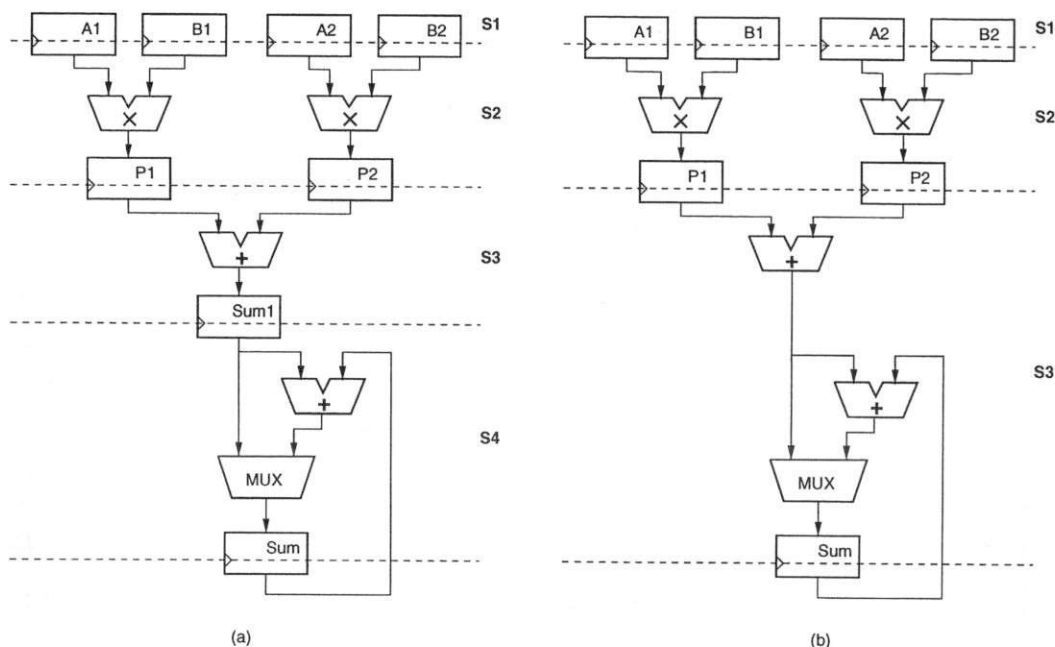 A1 B1 A2 B2 S1
× × S2
P1 P2
+ S3
Sum1
+
S4
MUX
Sum
(a)
A1 B1 A2 B2 S1
× × S2
P1 P2
+
S3
+
MUX
Sum
(b)